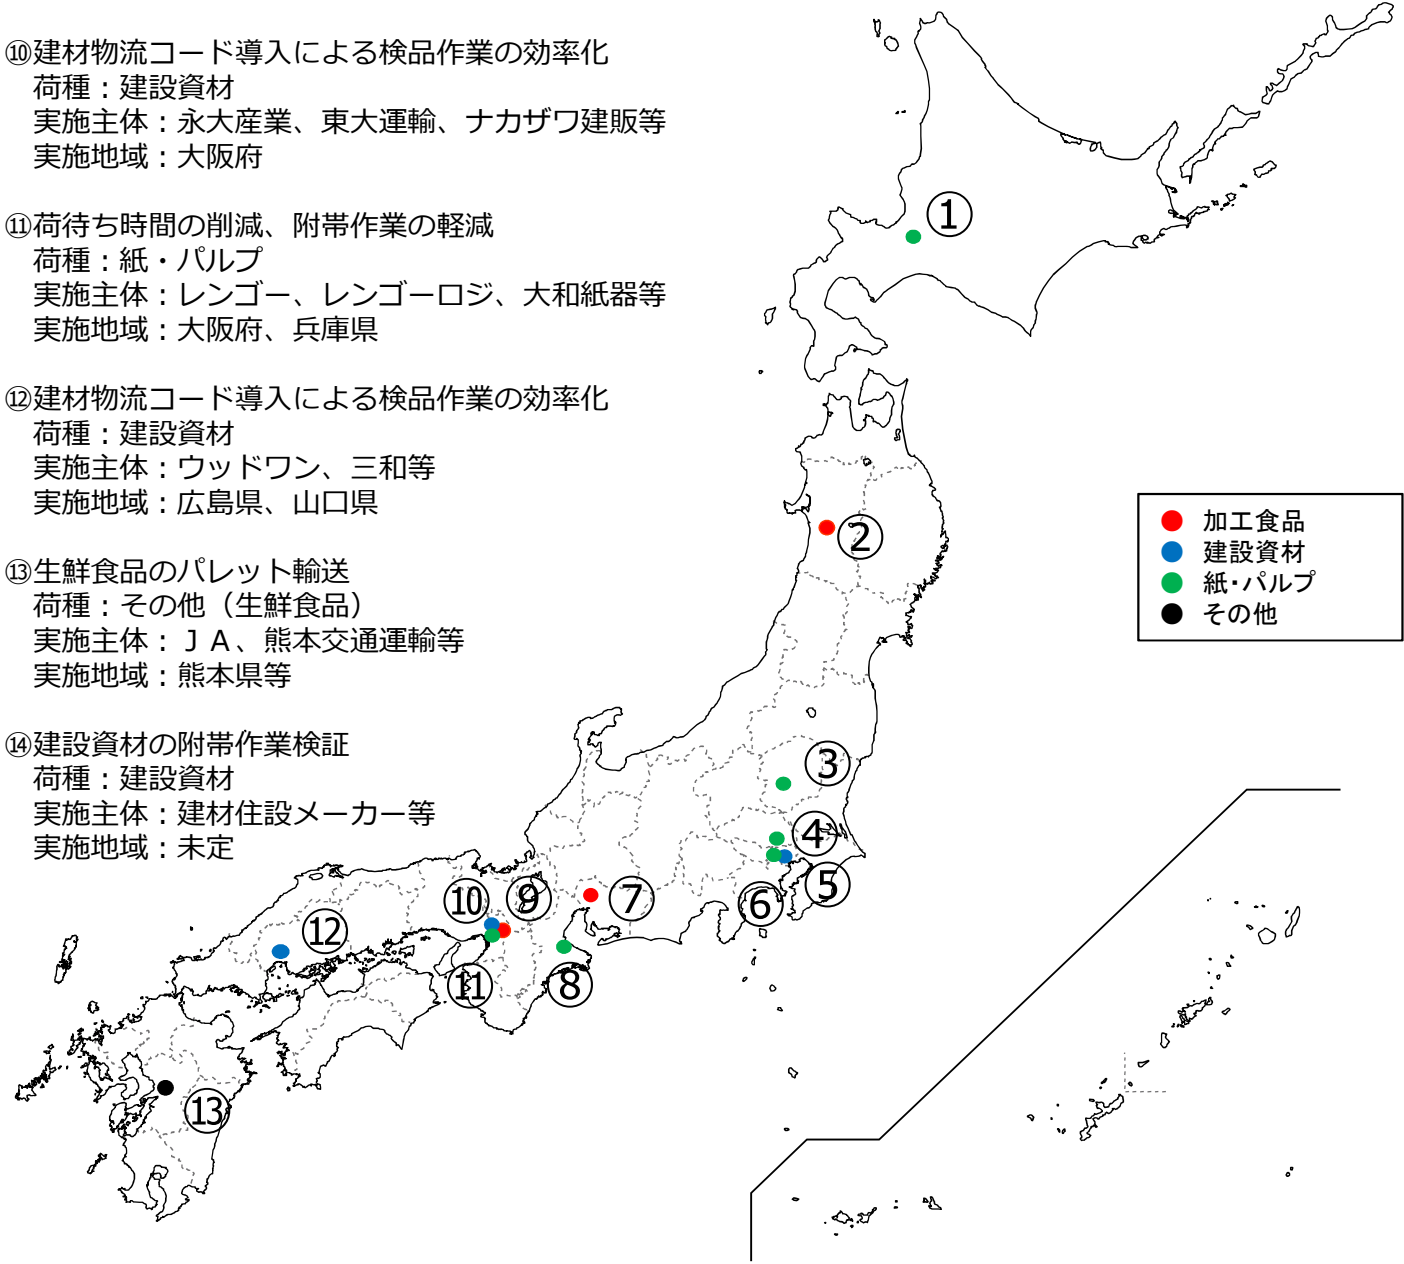 ⑩建材物流コード導入による検品作業の効率化
荷種：建設資材
実施主体：永大産業、東大運輸、ナカザワ建販等
実施地域：大阪府
⑪荷待ち時間の削減、附帯作業の軽減
荷種：紙・パルプ
実施主体：レンゴー、レンゴーロジ、大和紙器等
実施地域：大阪府、兵庫県
⑫建材物流コード導入による検品作業の効率化
荷種：建設資材
実施主体：ウッドワン、三和等
実施地域：広島県、山口県
⑬生鮮食品のパレット輸送
荷種：その他（生鮮食品）
実施主体：ＪＡ、熊本交通運輸等
実施地域：熊本県等
⑭建設資材の附帯作業検証
荷種：建設資材
実施主体：建材住設メーカー等
実施地域：未定
①
②
加工食品
建設資材
紙・パルプ
その他
③
④
⑤
⑥
⑦
⑧
⑨
⑩
⑪
⑫
⑬